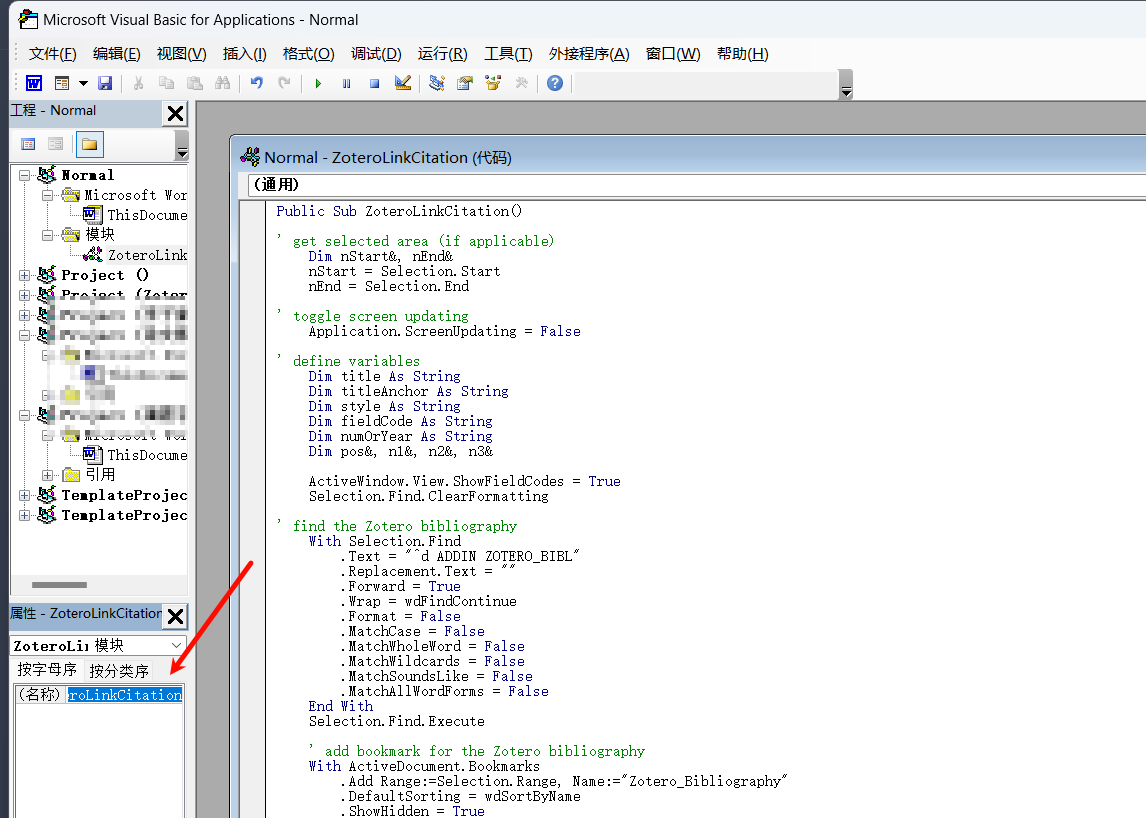 Microsoft Visual Basic for Applications - Normal
文件(F) 编辑(E) 视图(V) 插入(I) 格式(O) 调试(D) 运行(R) 工具(T) 外接程序(A) 窗口(W) 帮助(H)
工程 - Normal
Normal
Microsoft Wor
ThisDocume
模块
ZoteroLink
Project ()
Project (Zoter
Microsoft Wor
ThisDocume
引用
TemplateProjec
TemplateProjec
属性 - ZoteroLinkCitation
ZoteroLi 模块
按字母序 按分类序
(名称) roLinkCitation
Normal - ZoteroLinkCitation (代码)
(通用)
Public Sub ZoteroLinkCitation()
' get selected area (if applicable)
Dim nStart&, nEnd&
nStart = Selection.Start
nEnd = Selection.End
' toggle screen updating
Application.ScreenUpdating = False
' define variables
Dim title As String
Dim titleAnchor As String
Dim style As String
Dim fieldCode As String
Dim numOrYear As String
Dim pos&, n1&, n2&, n3&
ActiveWindow.View.ShowFieldCodes = True
Selection.Find.ClearFormatting
' find the Zotero bibliography
With Selection.Find
.Text = "^d ADDIN ZOTERO_BIBL"
.Replacement.Text = ""
.Forward = True
.Wrap = wdFindContinue
.Format = False
.MatchCase = False
.MatchWholeWord = False
.MatchWildcards = False
.MatchSoundsLike = False
.MatchAllWordForms = False
End With
Selection.Find.Execute
' add bookmark for the Zotero bibliography
With ActiveDocument.Bookmarks
.Add Range:=Selection.Range, Name:="Zotero_Bibliography"
.DefaultSorting = wdSortByName
.ShowHidden = True